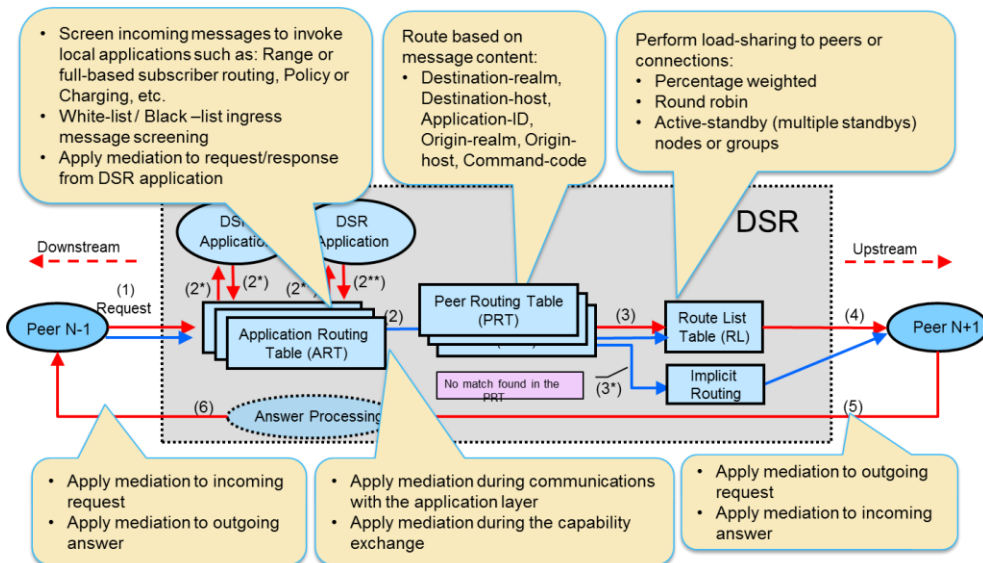 • Screen incoming messages to invoke
local applications such as: Range or
full-based subscriber routing, Policy or
Charging, etc.
• White-list / Black –list ingress
message screening
• Apply mediation to request/response
from DSR application
Route based on
message content:
• Destination-realm,
Destination-host,
Application-ID,
Origin-realm, Origin-
host, Command-code
Perform load-sharing to peers or
connections:
• Percentage weighted
• Round robin
• Active-standby (multiple standbys)
nodes or groups
DSR
Application
DSR
Application
DSR
Downstream
Upstream
(1)
Request
(2*)
(2*)
(2**)
Peer N-1
Application Routing
Table (ART)
(2)
Peer Routing Table
(PRT)
(3)
Route List
Table (RL)
(4)
Peer N+1
No match found in the
PRT
(3*)
Implicit
Routing
(6)
Answer Processing
(5)
• Apply mediation to incoming
request
• Apply mediation to outgoing
answer
• Apply mediation during communications
with the application layer
• Apply mediation during the capability
exchange
• Apply mediation to outgoing
request
• Apply mediation to incoming
answer